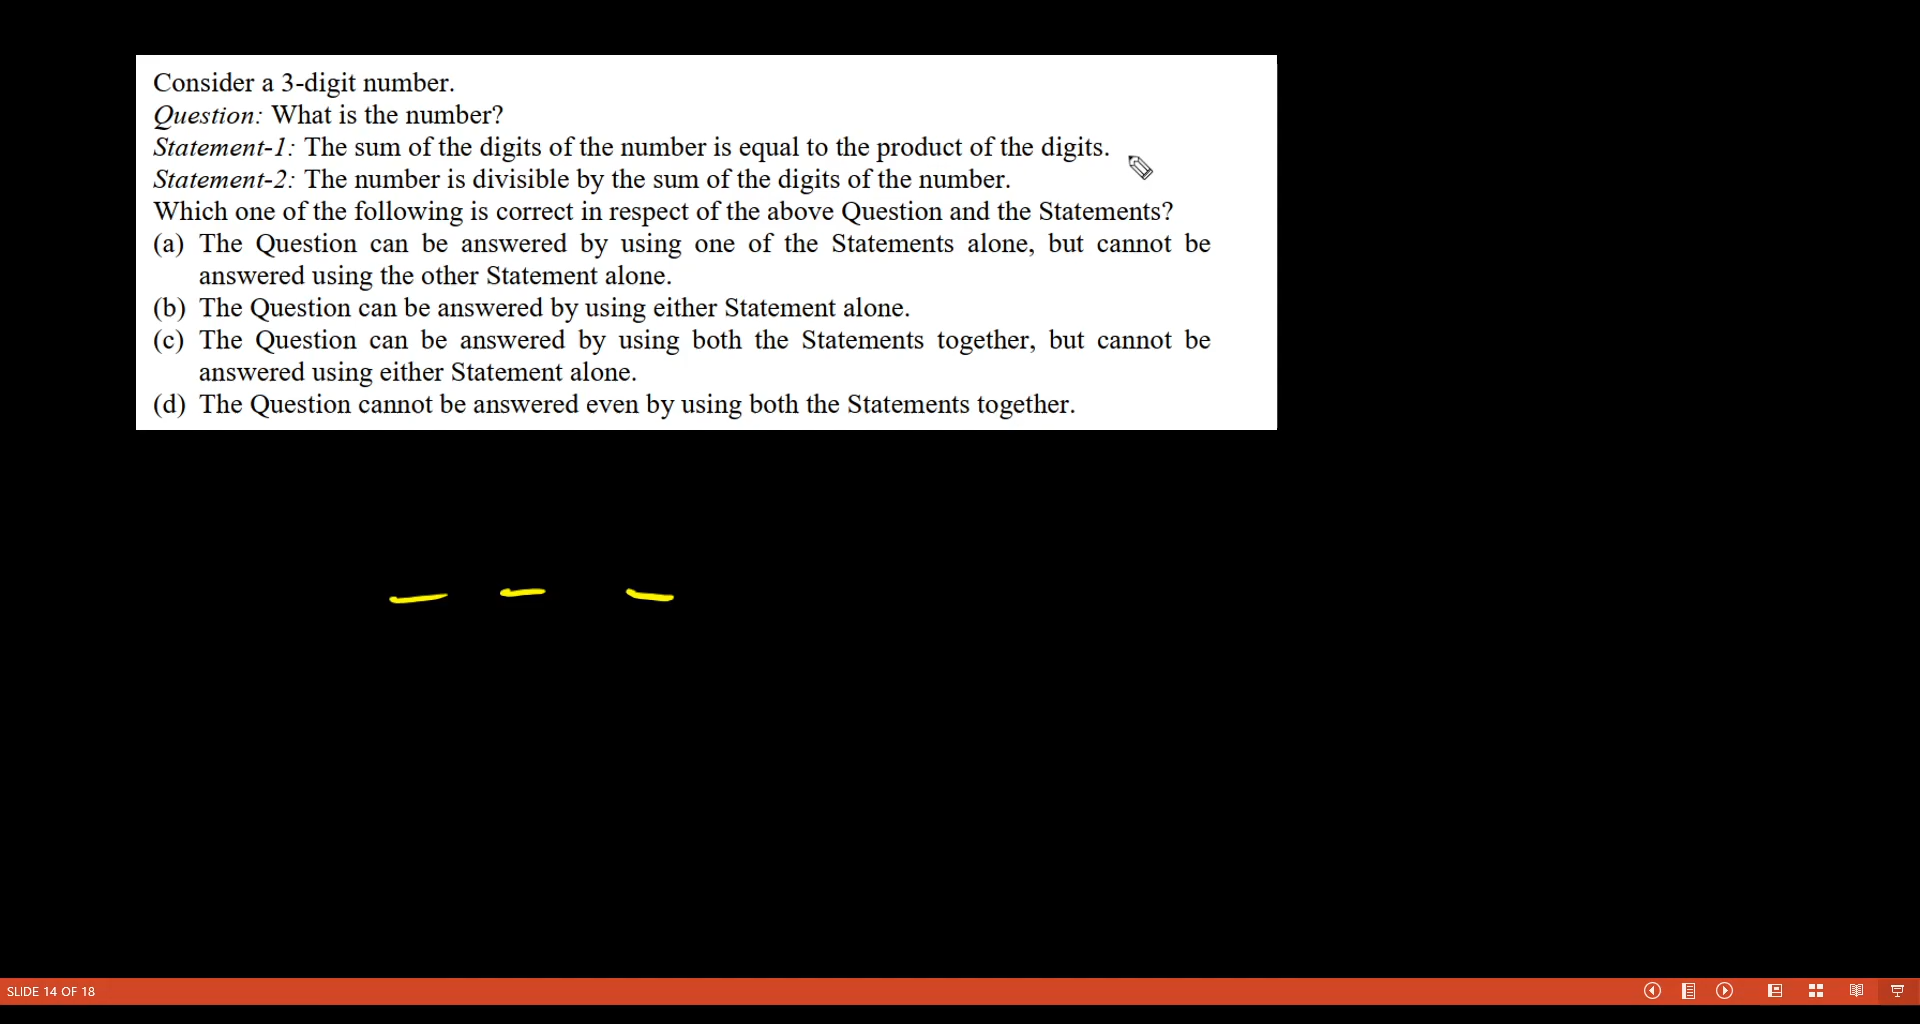 Consider a 3-digit number.
Question: What is the number?
Statement-1: The sum of the digits of the number is equal to the product of the digits.
Statement-2: The number is divisible by the sum of the digits of the number.
Which one of the following is correct in respect of the above Question and the Statements?
(a) The Question can be answered by using one of the Statements alone, but cannot be
answered using the other Statement alone.
(b) The Question can be answered by using either Statement alone.
(c) The Question can be answered by using both the Statements together, but cannot be
answered using either Statement alone.
(d) The Question cannot be answered even by using both the Statements together.
SLIDE 14 OF 18